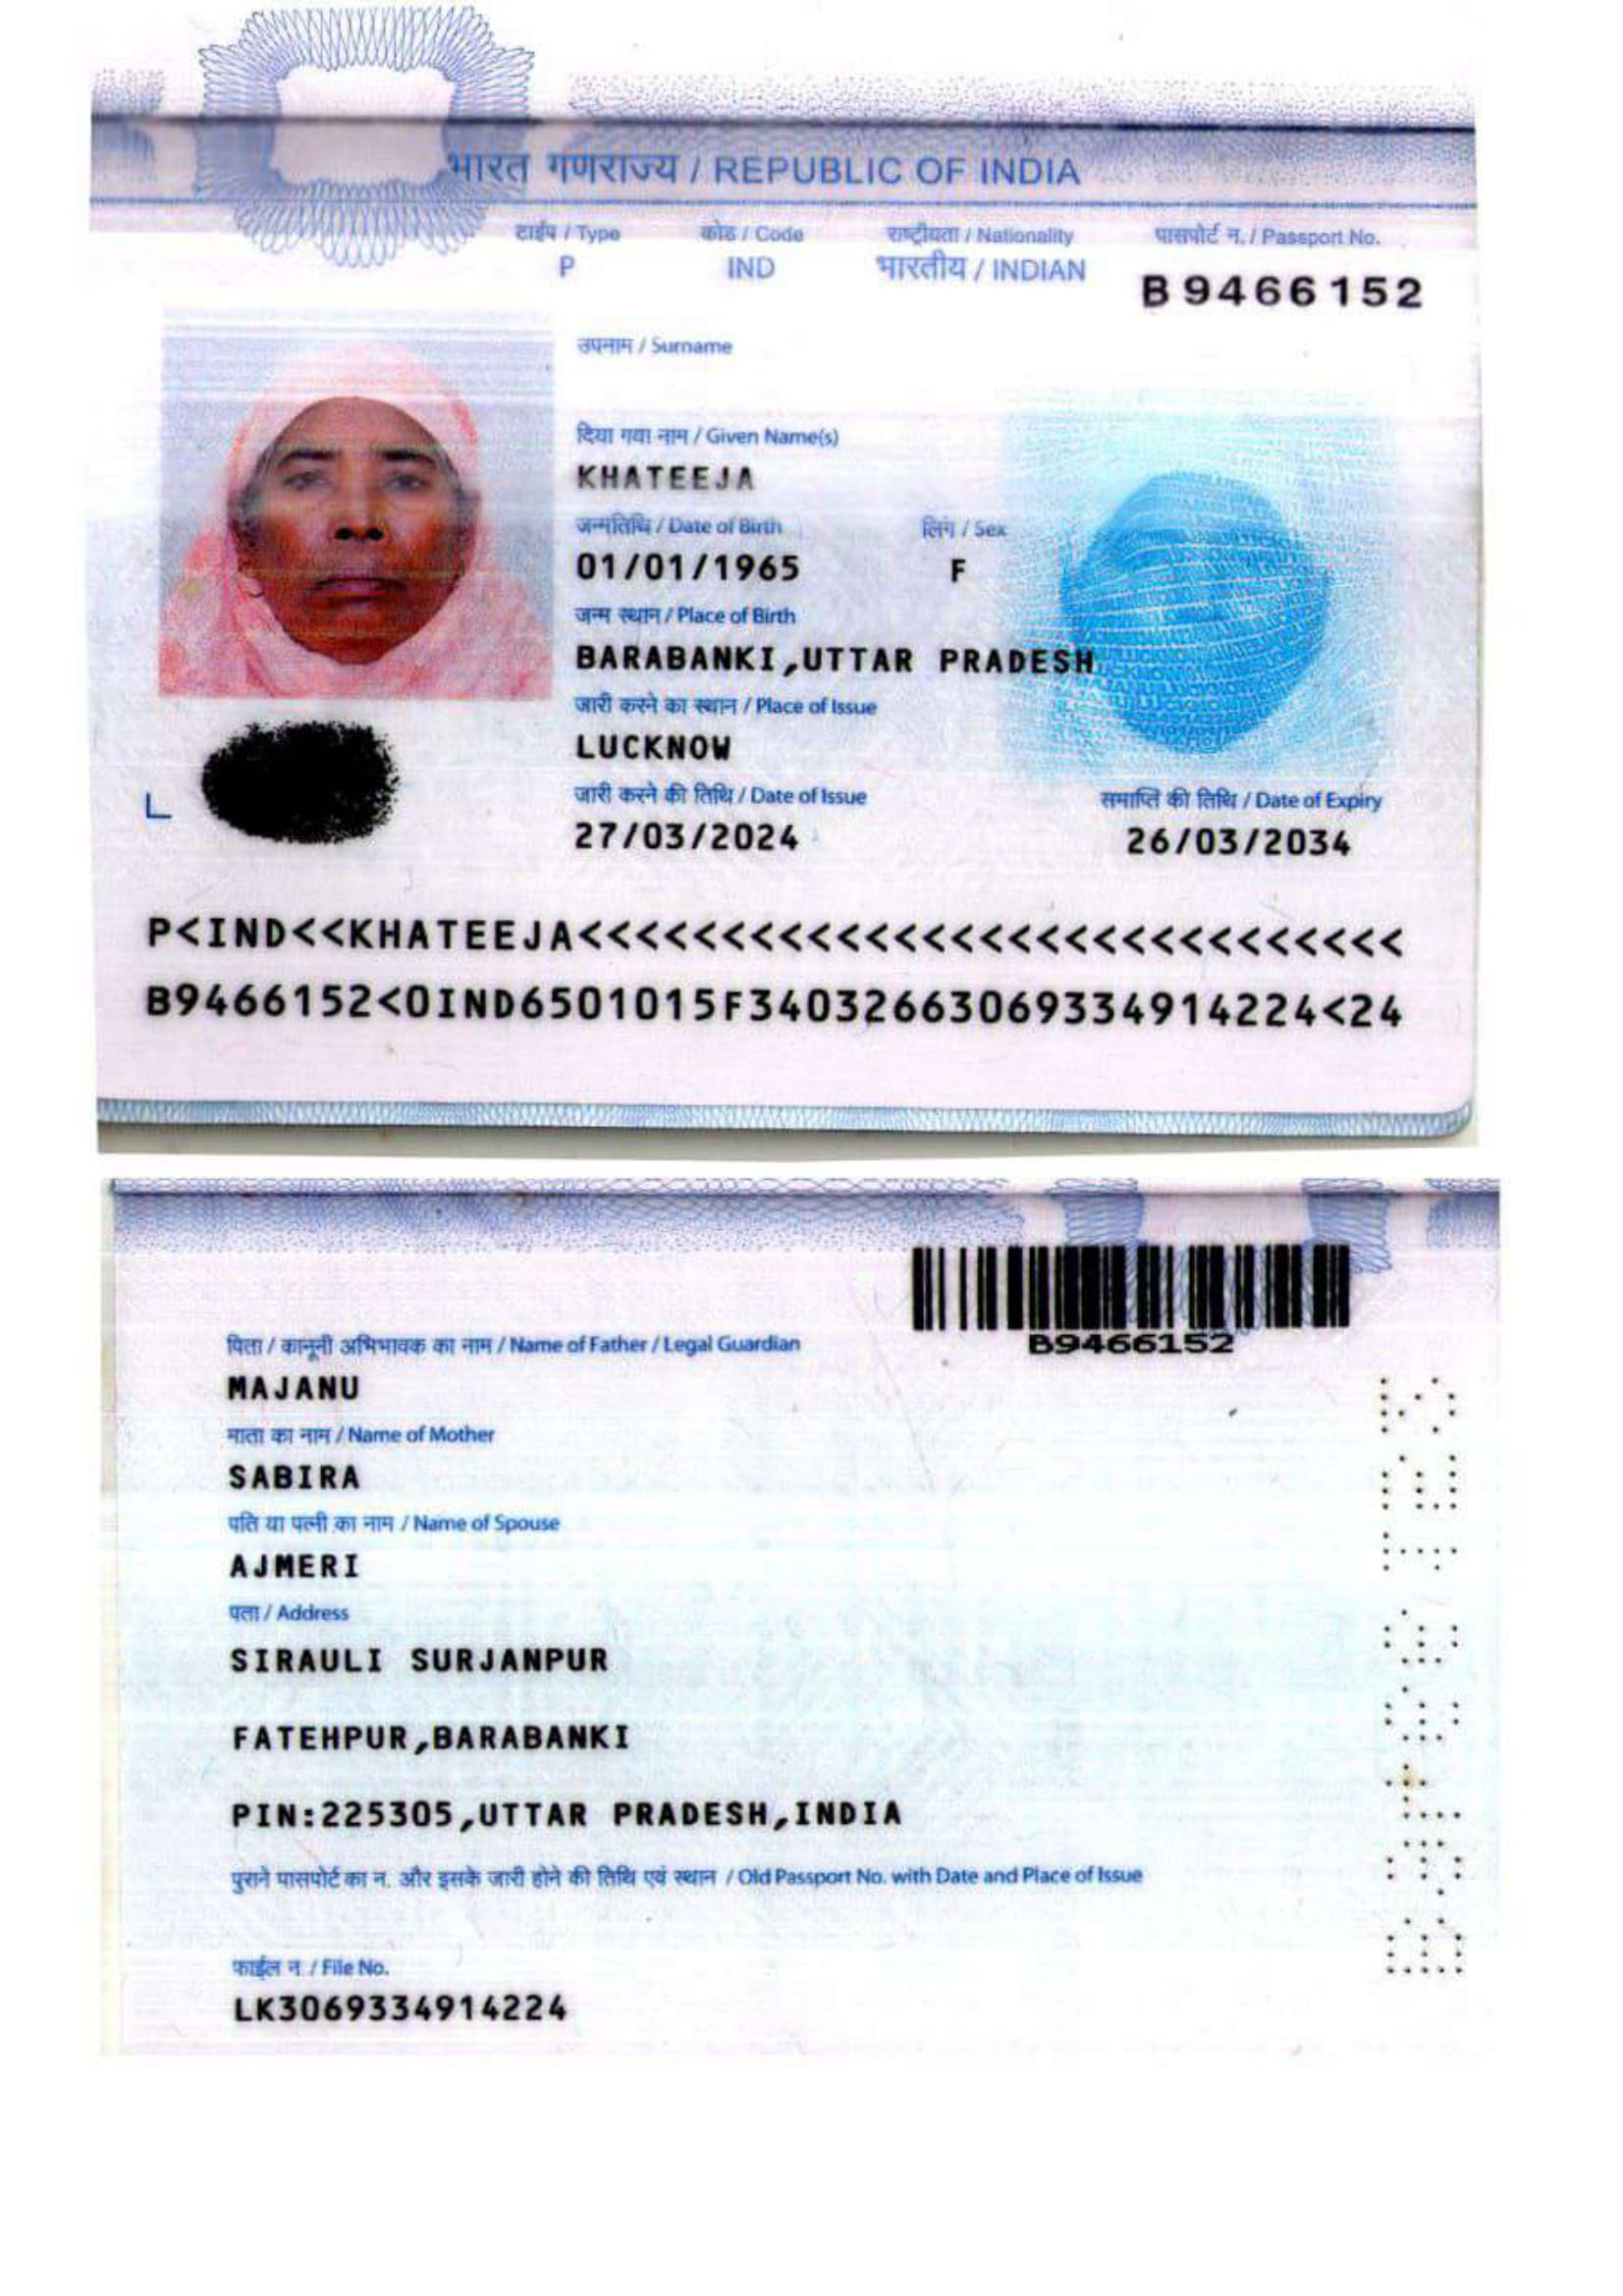 भारत गणराज्य / REPUBLIC OF INDIA
टाईप / Type कोड / Code राष्ट्रीयता / Nationality पासपोर्ट न. / Passport No.
P IND भारतीय / INDIAN B9466152
उपनाम / Surname
दिया गया नाम / Given Name(s)
KHATEEJA
जन्मतिथि / Date of Birth लिंग / Sex
01/01/1965 F
जन्म स्थान / Place of Birth
BARABANKI,UTTAR PRADESH
जारी करने का स्थान / Place of Issue
LUCKNOW
जारी करने की तिथि / Date of Issue समाप्ति की तिथि / Date of Expiry
27/03/2024 26/03/2034
L
P<IND<<KHATEEJA<<<<<<<<<<<<<<<<<<<<<<<<<<<<<
B9466152<0IND6501015F34032663069334914224<24
B9466152
पिता / कानूनी अभिभावक का नाम / Name of Father / Legal Guardian
MAJANU
माता का नाम / Name of Mother
SABIRA
पति या पत्नी का नाम / Name of Spouse
AJMERI
पता / Address
SIRAULI SURJANPUR
FATEHPUR,BARABANKI
PIN:225305,UTTAR PRADESH,INDIA
पुराने पासपोर्ट का न. और इसके जारी होने की तिथि एवं स्थान / Old Passport No. with Date and Place of Issue
फाईल न. / File No.
LK3069334914224
B9466152